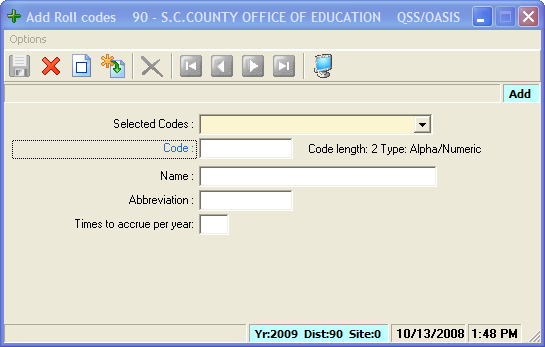 Add Roll codes 90 - S.C.COUNTY OFFICE OF EDUCATION QSS/OASIS
Options
Add
Selected Codes :
Code : Code length: 2 Type: Alpha/Numeric
Name :
Abbreviation :
Times to accrue per year:
Yr:2009 Dist:90 Site:0 10/13/2008 1:48 PM